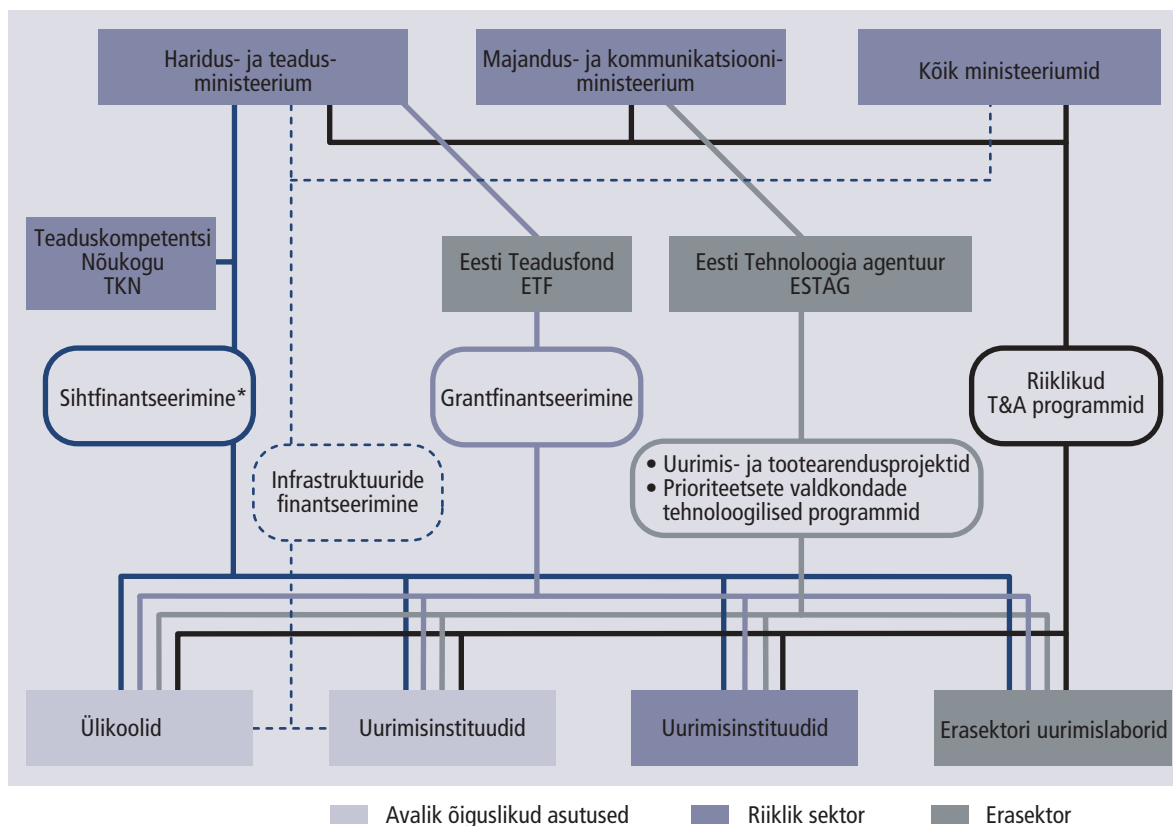 Haridus- ja teadus-
ministeerium
Majandus- ja kommunikatsiooni-
ministeerium
Kõik ministeeriumid
Teaduskompetentsi
Nõukogu
TKN
Eesti Teadusfond
ETF
Eesti Tehnoloogia agentuur
ESTAG
Sihtfinantseerimine*
Grantfinantseerimine
Riiklikud
T&A programmid
Infrastruktuuride
finantseerimine
• Uurimis- ja tootearendusprojektid
• Prioriteetsete valdkondade
tehnoloogilised programmid
Ülikoolid
Uurimisinstituudid
Uurimisinstituudid
Erasektori uurimislaborid
Avalik õiguslikud asutused
Riiklik sektor
Erasektor